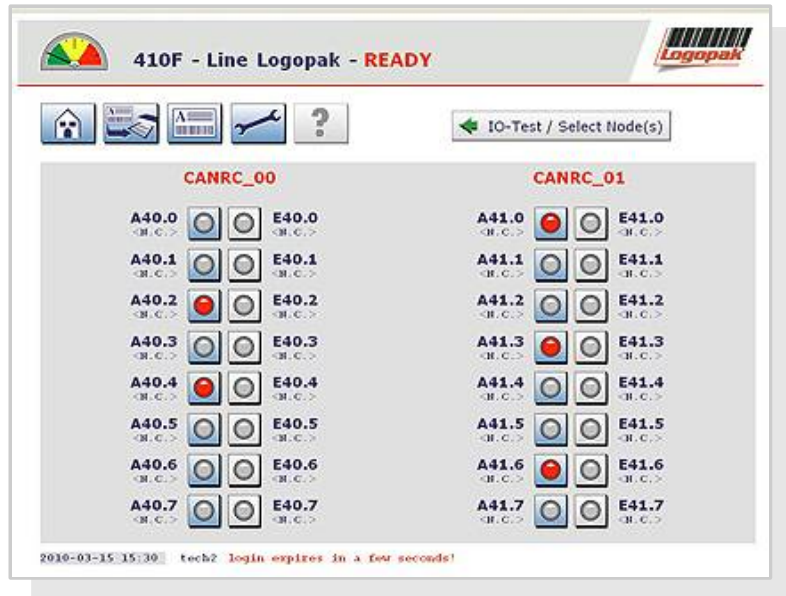 410F - Line Logopak - READY
Logopak
?
IO-Test / Select Node(s)
CANRC_00 CANRC_01
A40.0 E40.0 A41.0 E41.0
<N.C.> <N.C.> <N.C.> <N.C.>
A40.1 E40.1 A41.1 E41.1
<N.C.> <N.C.> <N.C.> <N.C.>
A40.2 E40.2 A41.2 E41.2
<N.C.> <N.C.> <N.C.> <N.C.>
A40.3 E40.3 A41.3 E41.3
<N.C.> <N.C.> <N.C.> <N.C.>
A40.4 E40.4 A41.4 E41.4
<N.C.> <N.C.> <N.C.> <N.C.>
A40.5 E40.5 A41.5 E41.5
<N.C.> <N.C.> <N.C.> <N.C.>
A40.6 E40.6 A41.6 E41.6
<N.C.> <N.C.> <N.C.> <N.C.>
A40.7 E40.7 A41.7 E41.7
<N.C.> <N.C.> <N.C.> <N.C.>
2010-03-15 15:30 tech2 login expires in a few seconds!